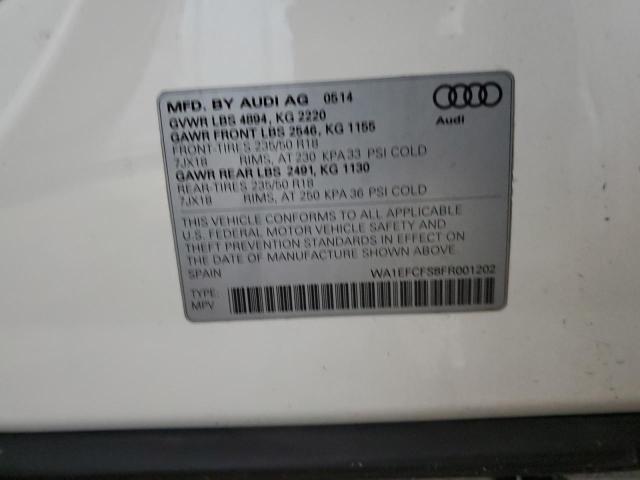 MFD. BY AUDI AG 0514
GVWR LBS 4894, KG 2220
GAWR FRONT LBS 2546, KG 1155
FRONT-TIRES 235/50 R18
7JX18 RIMS, AT 230 KPA 33 PSI COLD
GAWR REAR LBS 2491, KG 1130
REAR-TIRES 235/50 R18
7JX18 RIMS, AT 250 KPA 36 PSI COLD
Audi
THIS VEHICLE CONFORMS TO ALL APPLICABLE
U.S. FEDERAL MOTOR VEHICLE SAFETY AND
THEFT PREVENTION STANDARDS IN EFFECT ON
THE DATE OF MANUFACTURE SHOWN ABOVE.
SPAIN WA1EFCFS8FR001202
TYPE:
MPV